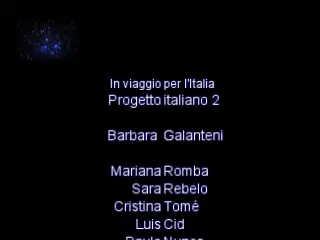 In viaggio per l'Italia
Progetto italiano 2
Barbara Galanteni
Mariana Romba
Sara Rebelo
Cristina Tomé
Luis Cid